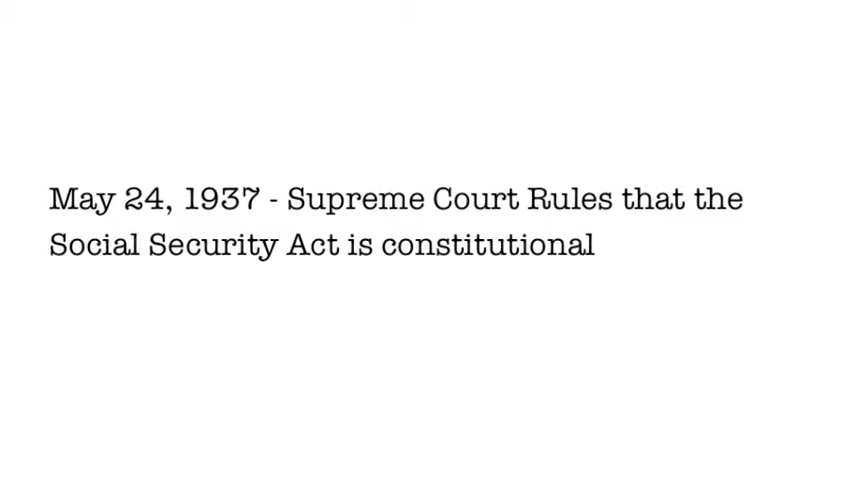 May 24, 1937 - Supreme Court Rules that the
Social Security Act is constitutional